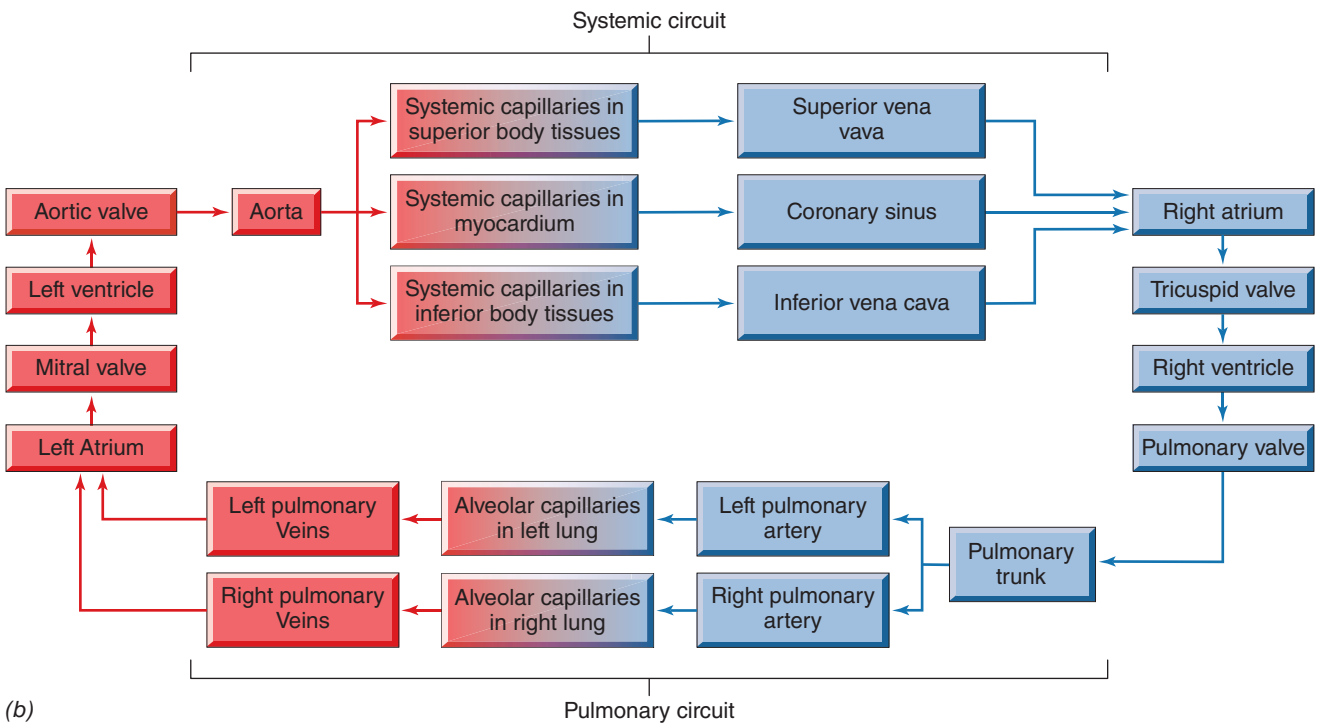 Systemic circuit
Systemic capillaries in
superior body tissues
Superior vena
vava
Aortic valve
Aorta
Systemic capillaries in
myocardium
Coronary sinus
Right atrium
Left ventricle
Systemic capillaries in
inferior body tissues
Inferior vena cava
Tricuspid valve
Mitral valve
Right ventricle
Left Atrium
Pulmonary valve
Left pulmonary
Veins
Alveolar capillaries
in left lung
Left pulmonary
artery
Pulmonary
trunk
Right pulmonary
Veins
Alveolar capillaries
in right lung
Right pulmonary
artery
(b)
Pulmonary circuit